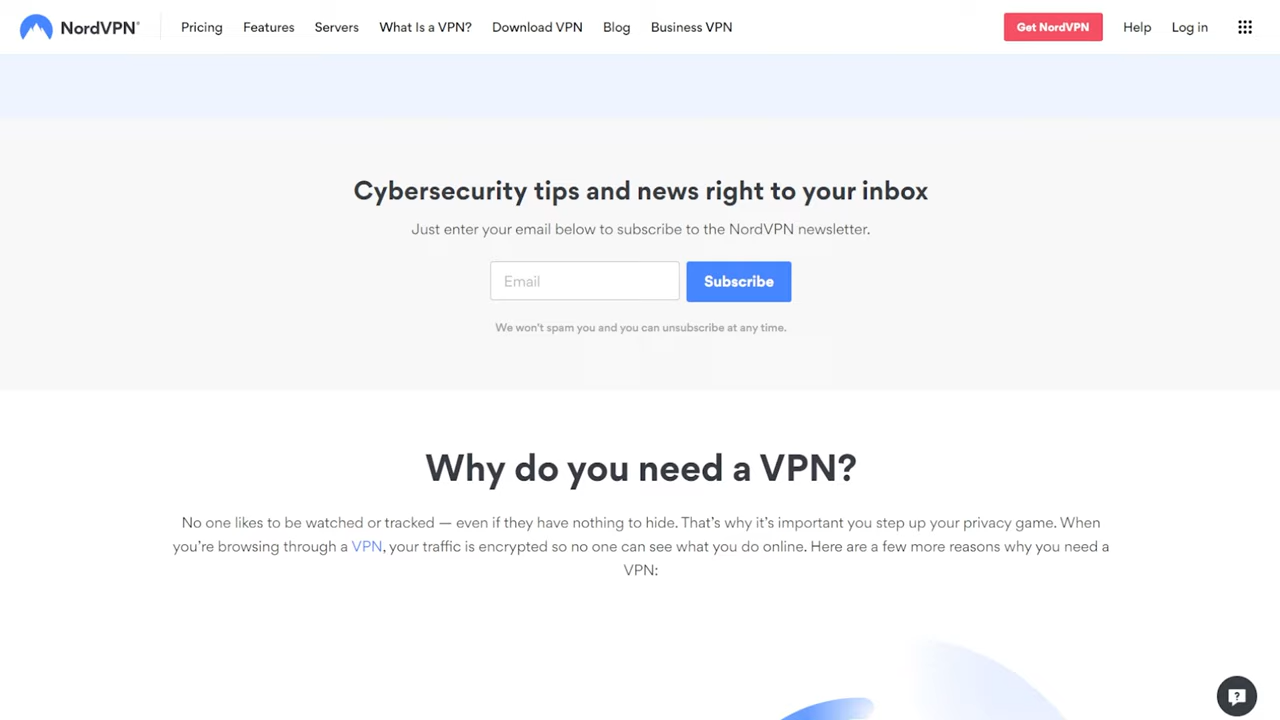 NordVPN® Pricing Features Servers What Is a VPN? Download VPN Blog Business VPN Get NordVPN Help Log in
Cybersecurity tips and news right to your inbox
Just enter your email below to subscribe to the NordVPN newsletter.
Email Subscribe
We won't spam you and you can unsubscribe at any time.
Why do you need a VPN?
No one likes to be watched or tracked — even if they have nothing to hide. That's why it's important you step up your privacy game. When
you're browsing through a VPN, your traffic is encrypted so no one can see what you do online. Here are a few more reasons why you need a
VPN:
?